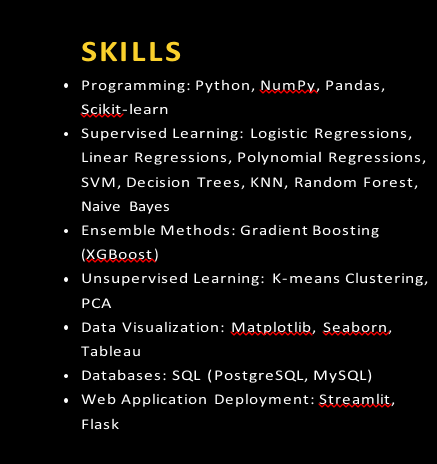 SKILLS
• Programming: Python, NumPy, Pandas,
Scikit-learn
• Supervised Learning: Logistic Regressions,
Linear Regressions, Polynomial Regressions,
SVM, Decision Trees, KNN, Random Forest,
Naive Bayes
• Ensemble Methods: Gradient Boosting
(XGBoost)
• Unsupervised Learning: K-means Clustering,
PCA
• Data Visualization: Matplotlib, Seaborn,
Tableau
• Databases: SQL (PostgreSQL, MySQL)
• Web Application Deployment: Streamlit,
Flask